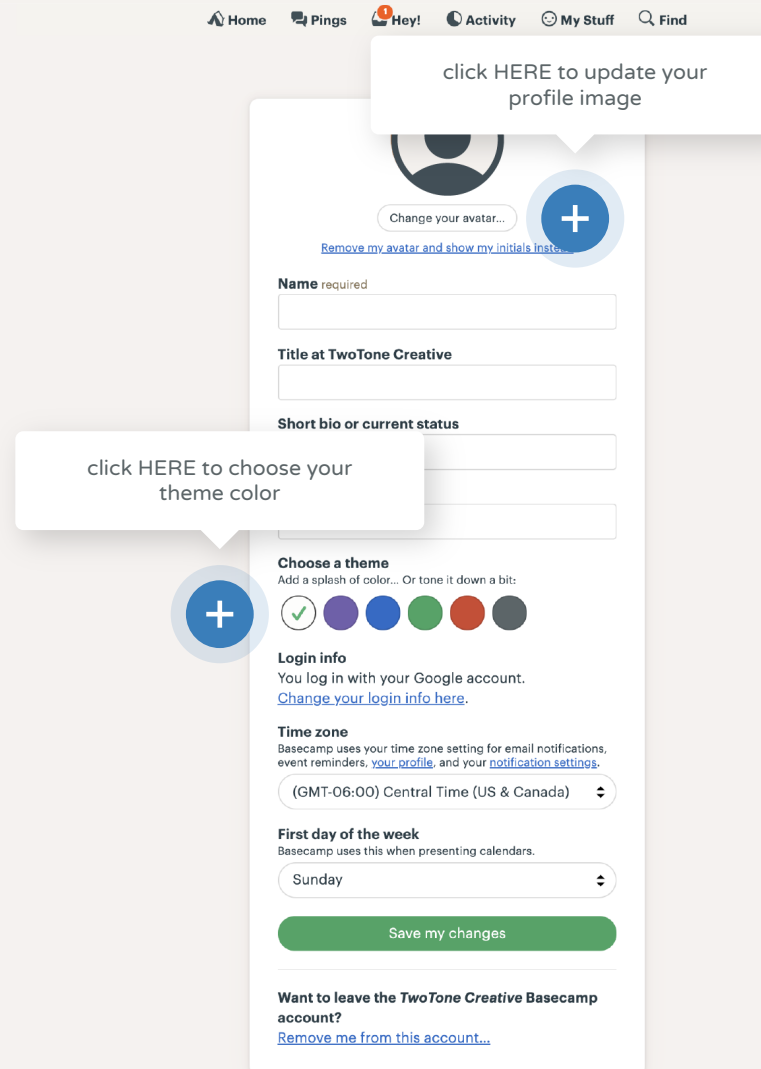 Home Pings 1 Hey! Activity My Stuff Find
click HERE to update your
profile image
Change your avatar...
Remove my avatar and show my initials
Name required
Title at TwoTone Creative
Short bio or current status
click HERE to choose your
theme color
Choose a theme
Add a splash of color... Or tone it down a bit:
Login info
You log in with your Google account.
Change your login info here.
Time zone
Basecamp uses your time zone setting for email notifications,
event reminders, your profile, and your notification settings.
(GMT-06:00) Central Time (US & Canada)
First day of the week
Basecamp uses this when presenting calendars.
Sunday
Save my changes
Want to leave the TwoTone Creative Basecamp
account?
Remove me from this account...